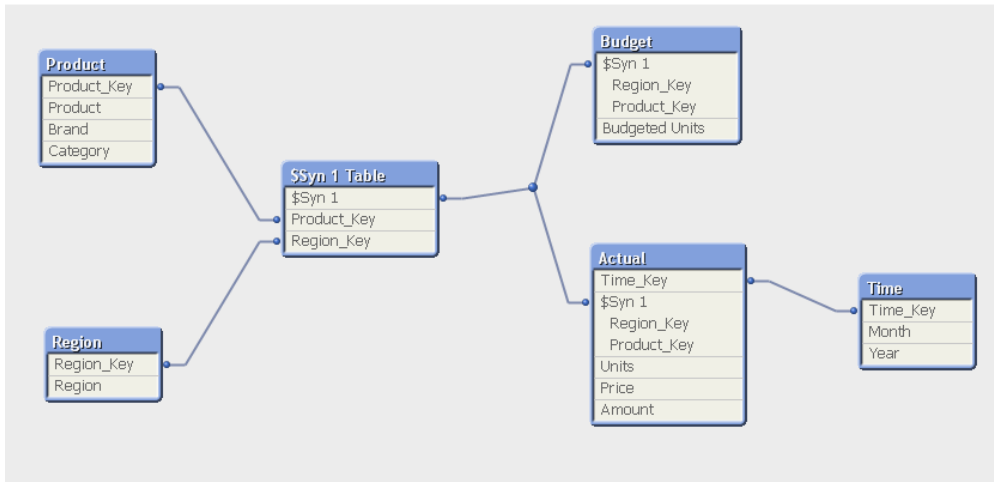 Product
Product_Key
Product
Brand
Category
Region
Region_Key
Region
$Syn 1 Table
$Syn 1
Product_Key
Region_Key
Budget
$Syn 1
Region_Key
Product_Key
Budgeted Units
Actual
Time_Key
$Syn 1
Region_Key
Product_Key
Units
Price
Amount
Time
Time_Key
Month
Year